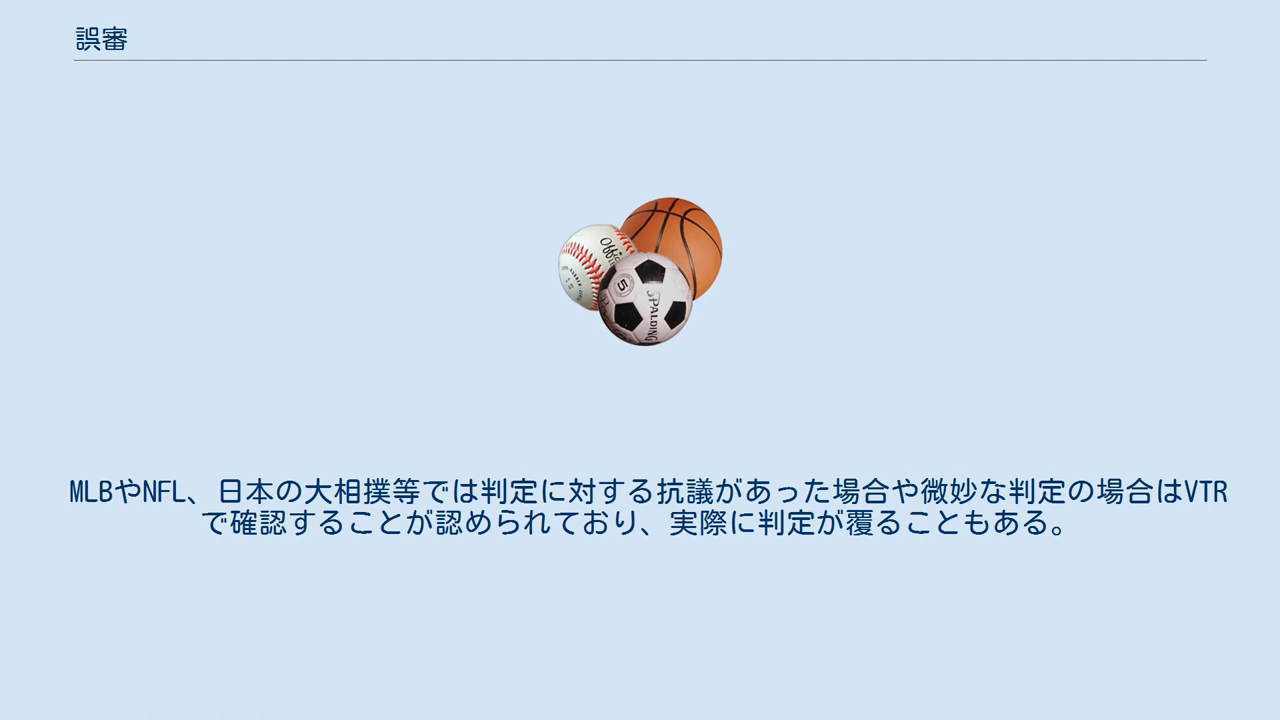 誤審
Offici
5
SPALDING
MLBやNFL、日本の大相撲等では判定に対する抗議があった場合や微妙な判定の場合はVTR
で確認することが認められており、実際に判定が覆ることもある。